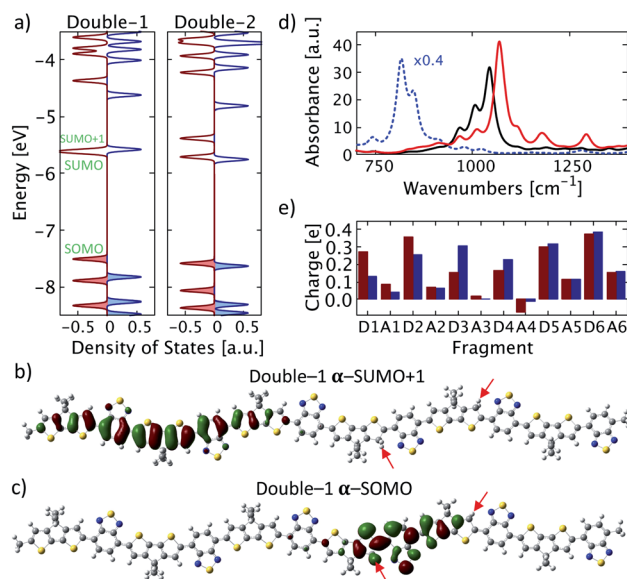 a)
Double-1
Double-2
Energy [eV]
-4
-5
-6
-7
-8
SUMO+1
SUMO
SOMO
-0.5 0.0 0.5
-0.5 0.0 0.5
Density of States [a.u.]
d)
x0.4
Absorbance [a.u.]
40
30
20
10
0
750 1000 1250
Wavenumbers [cm⁻¹]
e)
Charge [e]
0.4
0.3
0.2
0.1
0.0
D1 A1 D2 A2 D3 A3 D4 A4 D5 A5 D6 A6
Fragment
b)
Double-1 α-SUMO+1
c)
Double-1 α-SOMO